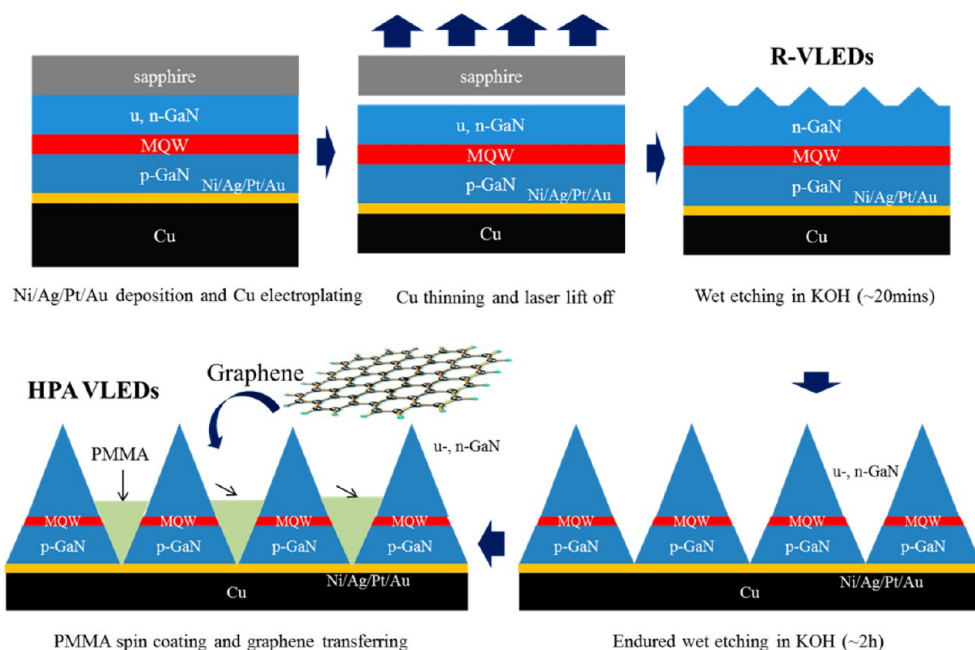 sapphire
u, n-GaN
MQW
p-GaN
Ni/Ag/Pt/Au
Cu
Ni/Ag/Pt/Au deposition and Cu electroplating
sapphire
u, n-GaN
MQW
p-GaN
Ni/Ag/Pt/Au
Cu
Cu thinning and laser lift off
R-VLEDs
n-GaN
MQW
p-GaN
Ni/Ag/Pt/Au
Cu
Wet etching in KOH (~20mins)
HPA VLEDs
Graphene
PMMA
u-, n-GaN
MQW
MQW
MQW
MQW
p-GaN
p-GaN
p-GaN
p-GaN
Ni/Ag/Pt/Au
Cu
PMMA spin coating and graphene transferring
u-, n-GaN
MQW
MQW
MQW
MQW
p-GaN
p-GaN
p-GaN
p-GaN
Ni/Ag/Pt/Au
Cu
Endured wet etching in KOH (~2h)